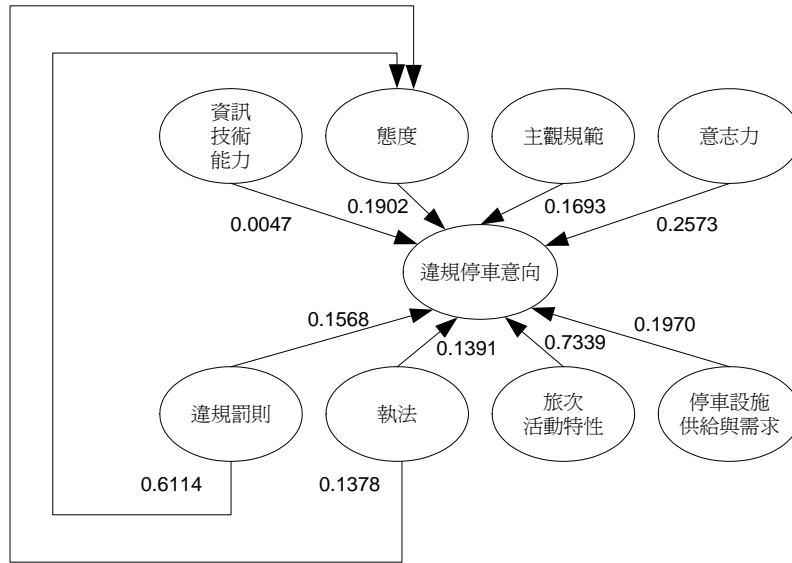 資訊
技術
能力
態度
主觀規範
意志力
0.0047
0.1902
0.1693
0.2573
違規停車意向
0.1568
0.1391
0.7339
0.1970
違規罰則
執法
旅次
活動特性
停車設施
供給與需求
0.6114
0.1378